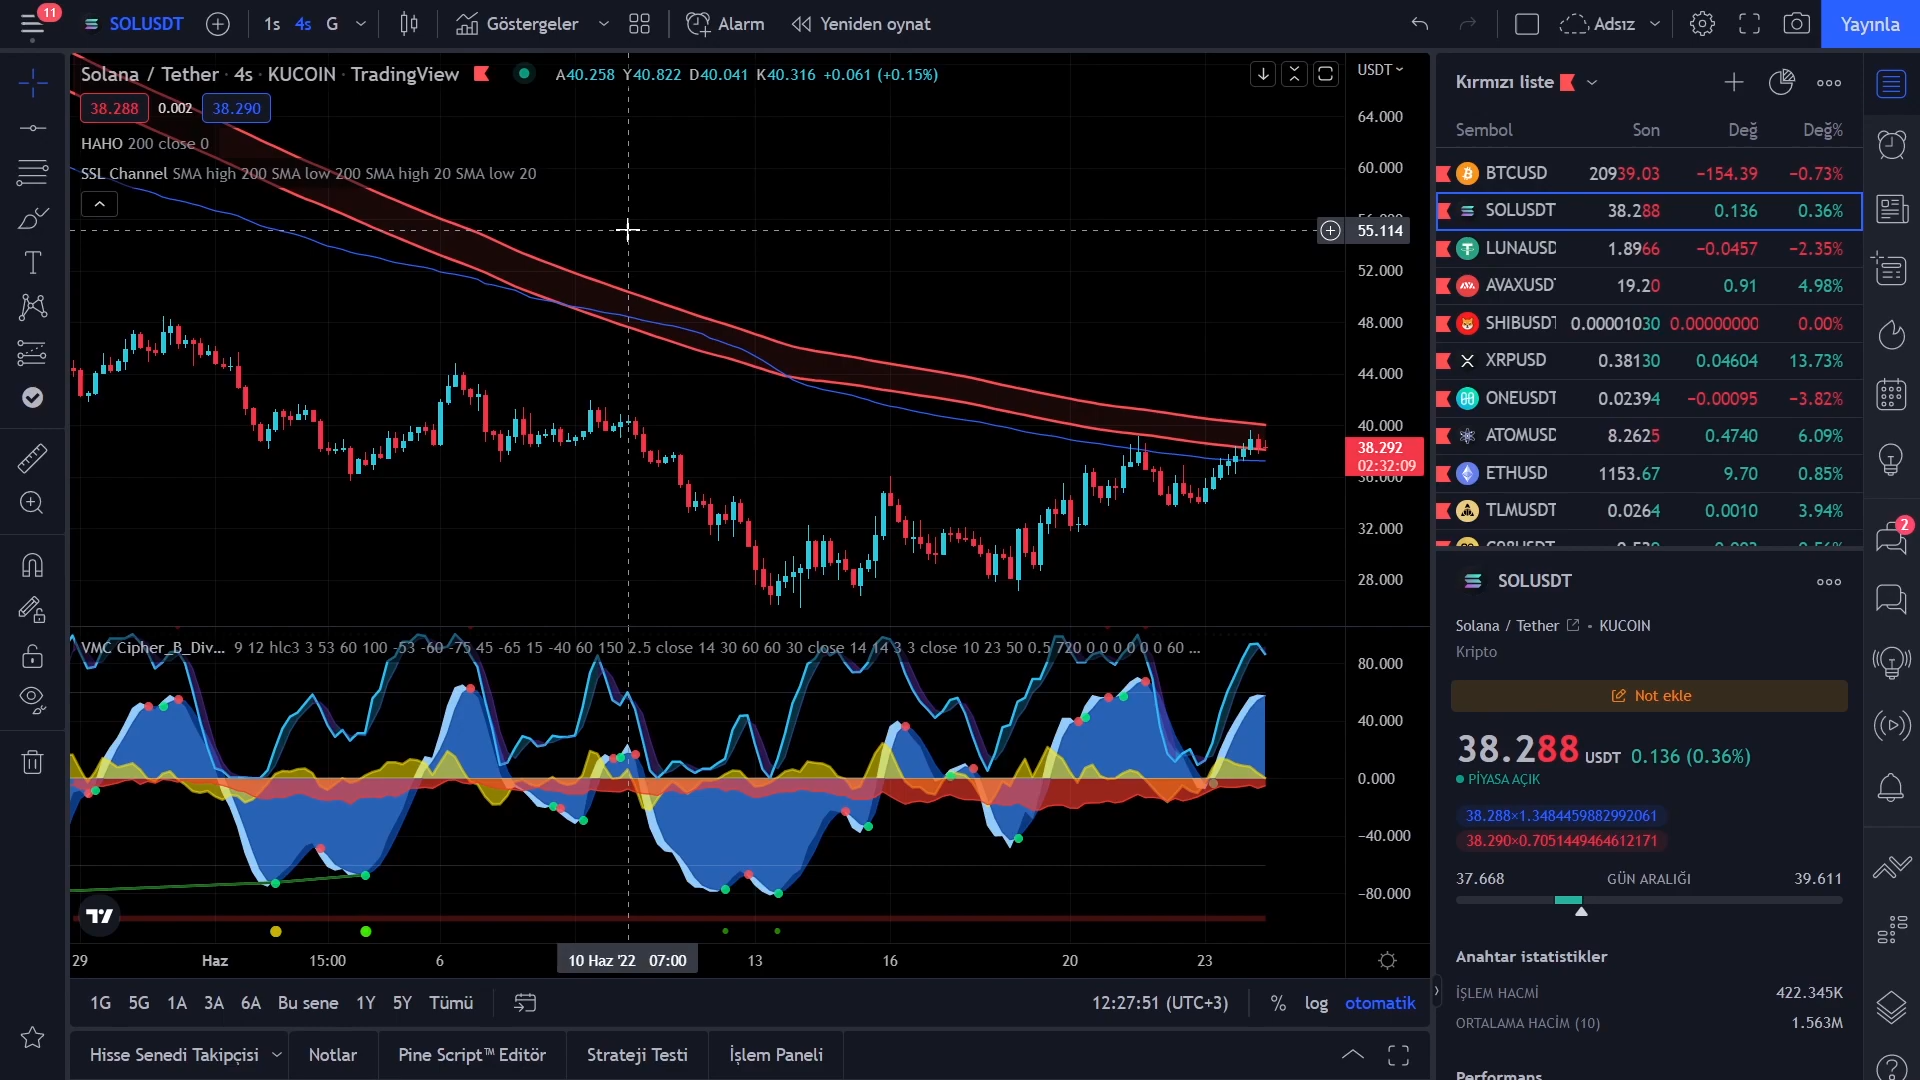 11
SOLUSDT
1s 4s G
Göstergeler
Alarm
Yeniden oynat
Adsız
Yayınla
Solana / Tether · 4s · KUCOIN · TradingView
A40.258 Y40.822 D40.041 K40.316 +0.061 (+0.15%)
38.288 0.002 38.290
HAHO 200 close 0
SSL Channel SMA high 200 SMA low 200 SMA high 20 SMA low 20
USDT
64.000
60.000
55.114
52.000
48.000
44.000
40.000
38.292
02:32:09
36.000
32.000
28.000
VMC Cipher_B_Div... 9 12 hlc3 3 53 60 100 -53 -60 -75 45 -65 15 -40 60 150 2.5 close 14 30 60 60 30 close 14 14 3 3 close 10 23 50 0.5 720 0 0 0 0 0 60 ...
80.000
40.000
0.000
−40.000
−80.000
29 Haz 15:00 6 10 Haz '22 07:00 13 16 20 23
1G 5G 1A 3A 6A Bu sene 1Y 5Y Tümü
12:27:51 (UTC+3) % log otomatik
Hisse Senedi Takipçisi
Notlar
Pine Script™ Editör
Strateji Testi
İşlem Paneli
Kırmızı liste
Sembol Son Değ Değ%
BTCUSD 20939.03 −154.39 −0.73%
SOLUSDT 38.288 0.136 0.36%
LUNAUSD 1.8966 −0.0457 −2.35%
AVAXUSDT 19.20 0.91 4.98%
SHIBUSDT 0.00001030 0.00000000 0.00%
XRPUSD 0.38130 0.04604 13.73%
ONEUSDT 0.02394 −0.00095 −3.82%
ATOMUSD 8.2625 0.4740 6.09%
ETHUSD 1153.67 9.70 0.85%
TLMUSDT 0.0264 0.0010 3.94%
SOLUSDT
Solana / Tether • KUCOIN
Kripto
Not ekle
38.288 USDT 0.136 (0.36%)
PİYASA AÇIK
38.288×1.3484459882992061
38.290×0.7051449464612171
37.668 GÜN ARALIĞI 39.611
Anahtar istatistikler
İŞLEM HACMİ 422.345K
ORTALAMA HACİM (10) 1.563M
Performans
2